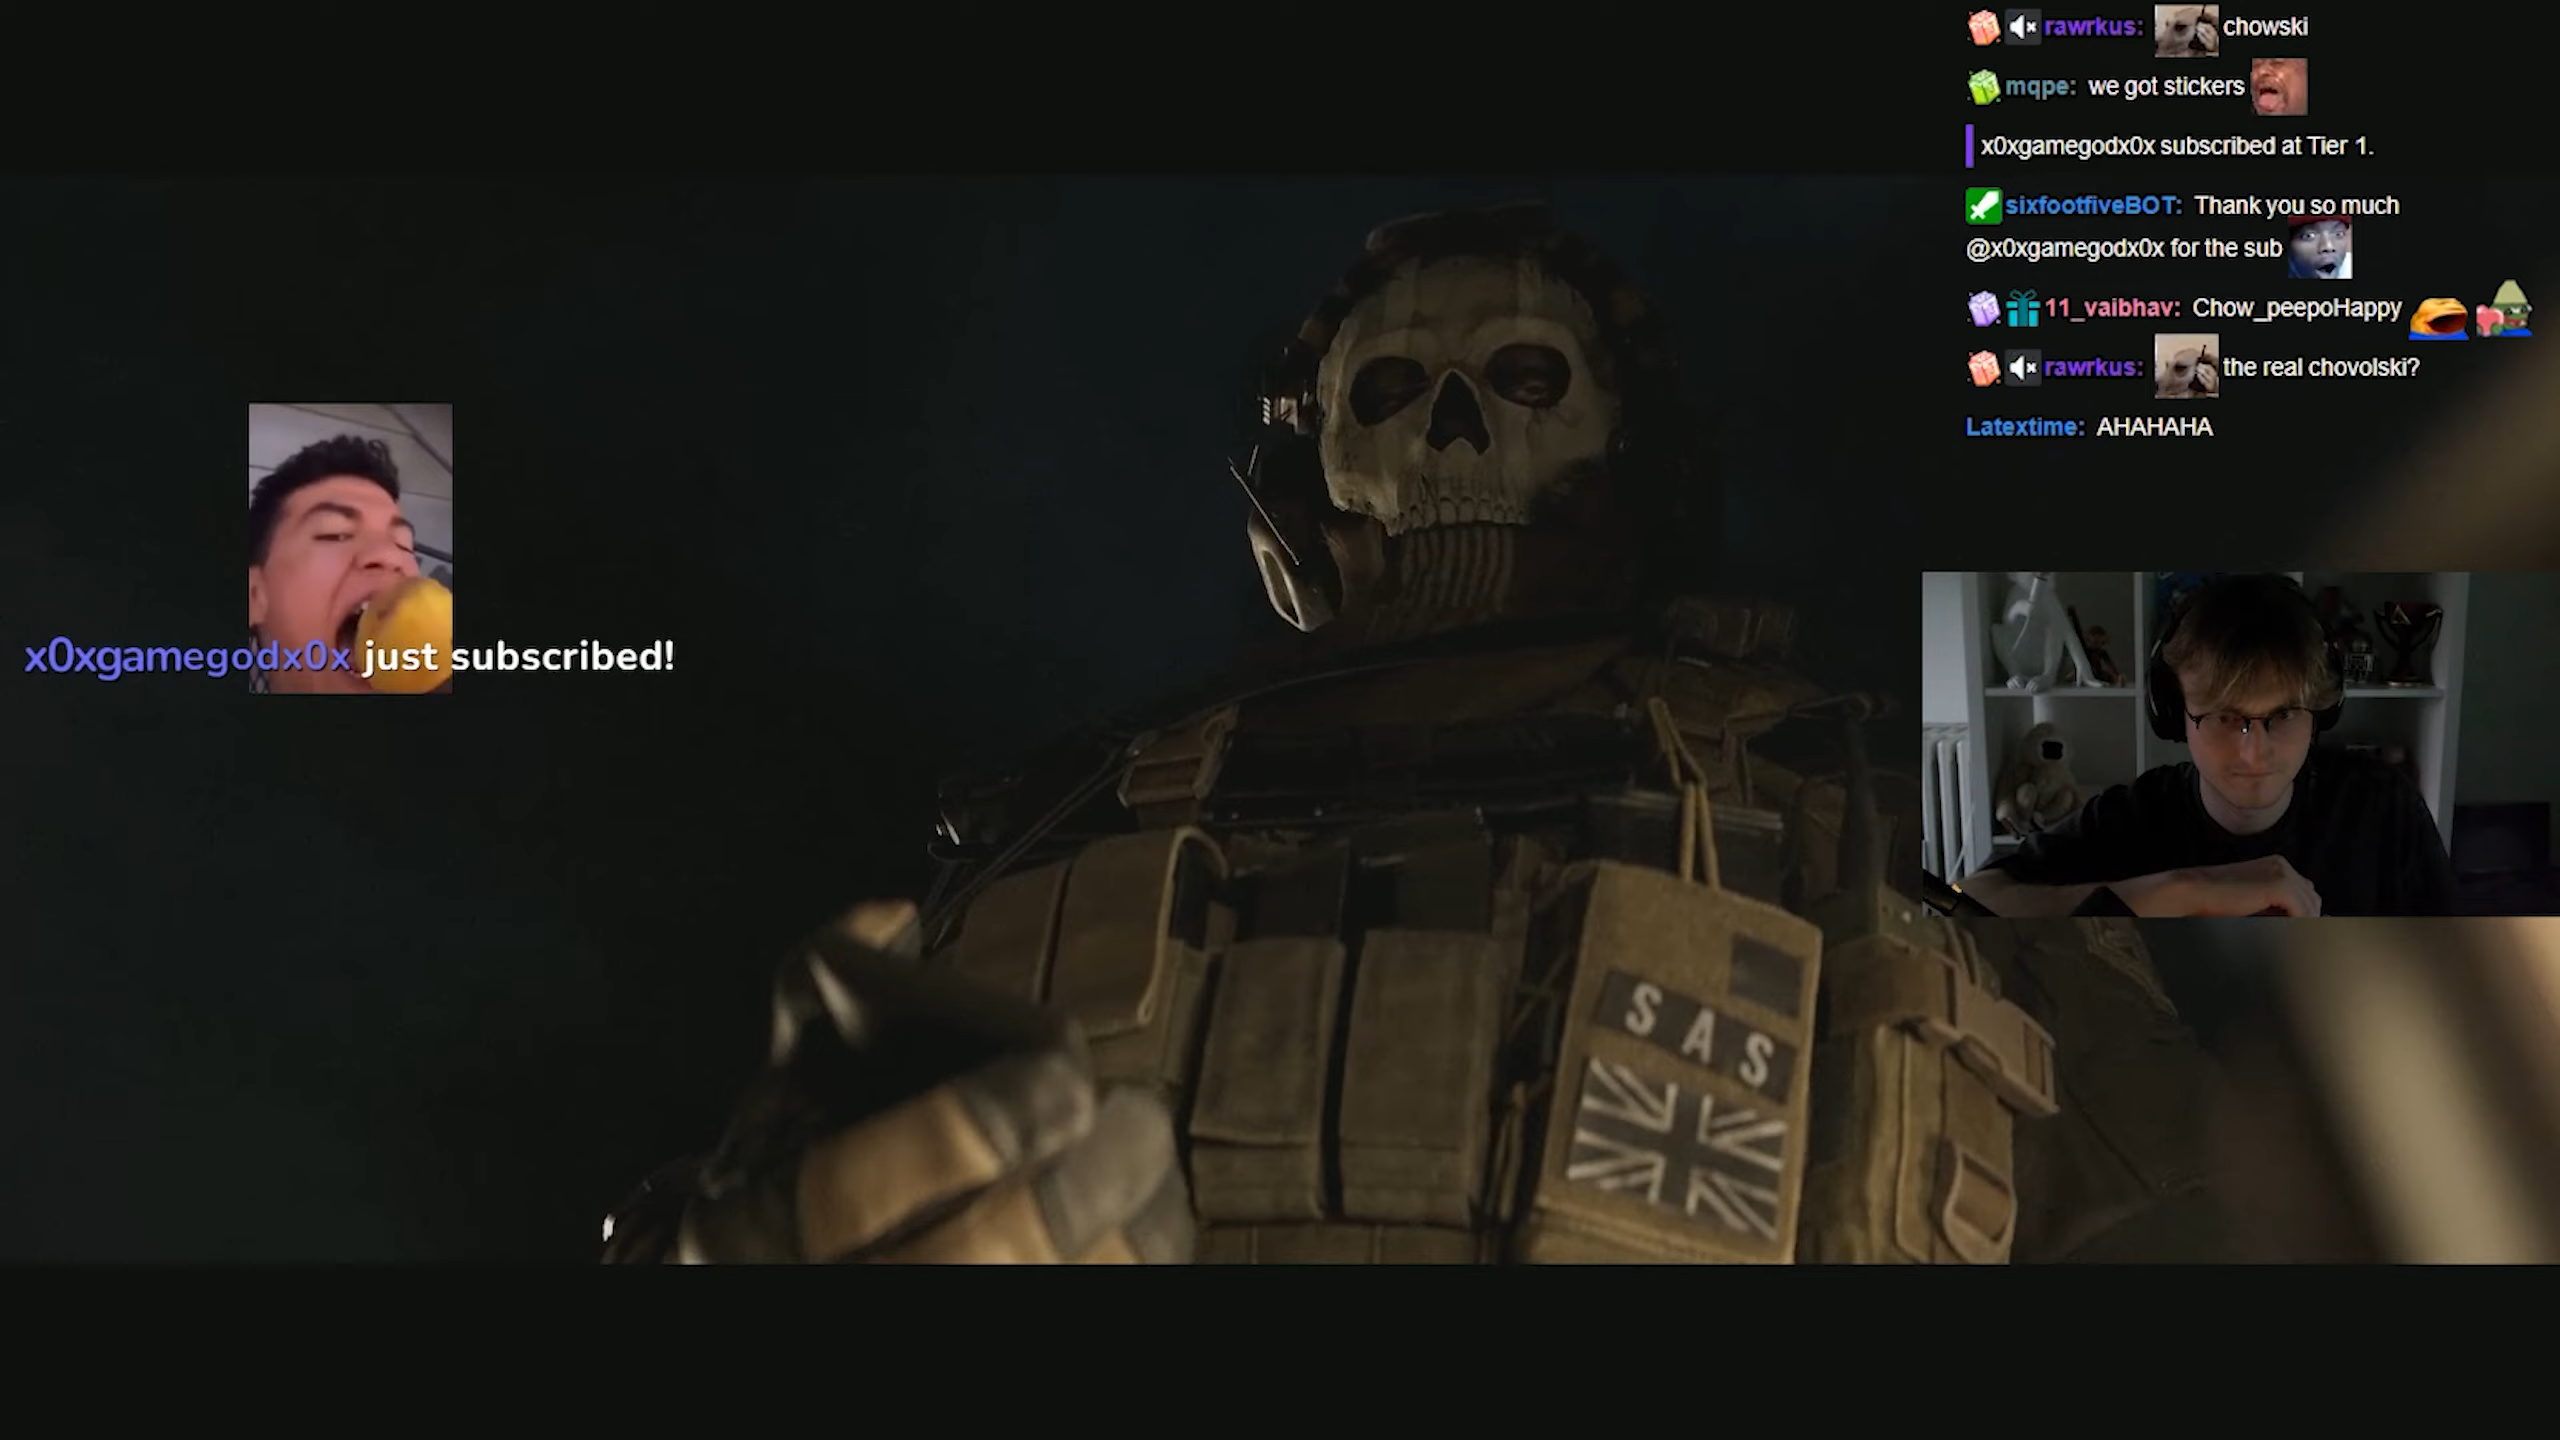 rawrkus: chowski
mqpe: we got stickers
x0xgamegodx0x subscribed at Tier 1.
sixfootfiveBOT: Thank you so much
@x0xgamegodx0x for the sub
11_vaibhav: Chow_peepoHappy
rawrkus: the real chovolski?
Latextime: AHAHAHA
x0xgamegodx0x just subscribed!
SAS